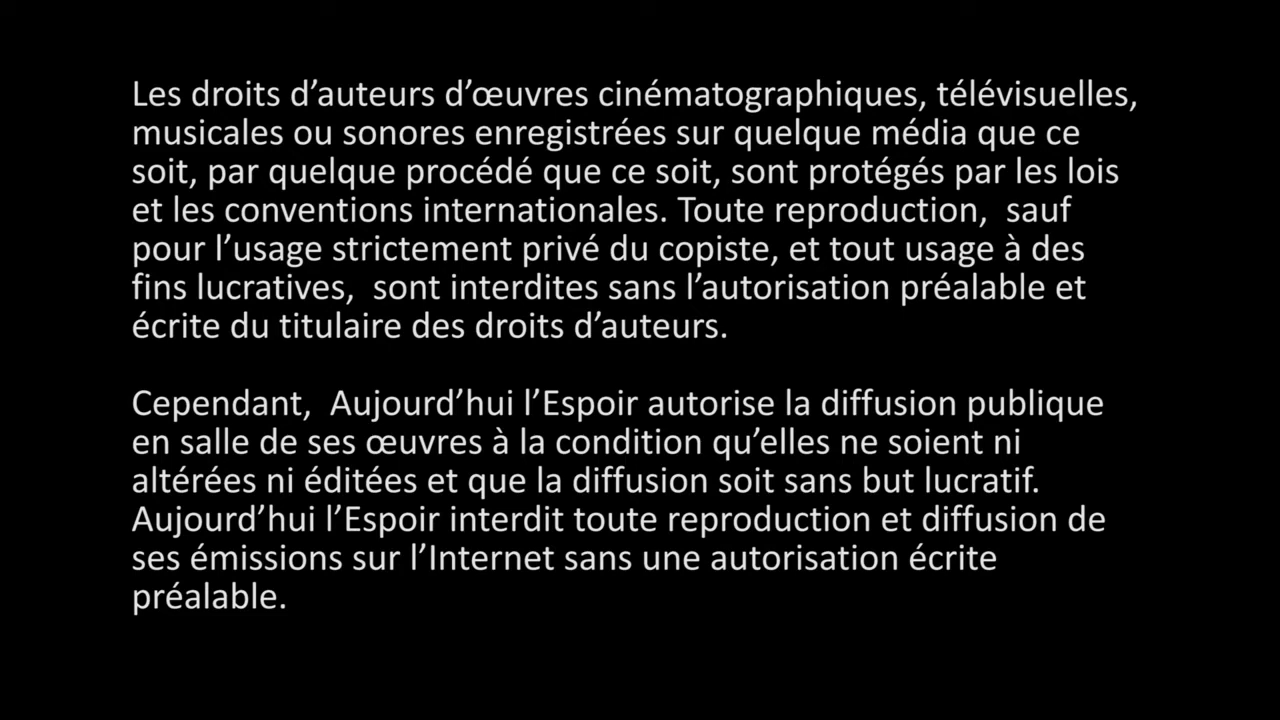 Les droits d’auteurs d’œuvres cinématographiques, télévisuelles,
musicales ou sonores enregistrées sur quelque média que ce
soit, par quelque procédé que ce soit, sont protégés par les lois
et les conventions internationales. Toute reproduction,  sauf
pour l’usage strictement privé du copiste, et tout usage à des
fins lucratives,  sont interdites sans l’autorisation préalable et
écrite du titulaire des droits d’auteurs.
Cependant,  Aujourd’hui l’Espoir autorise la diffusion publique
en salle de ses œuvres à la condition qu’elles ne soient ni
altérées ni éditées et que la diffusion soit sans but lucratif.
Aujourd’hui l’Espoir interdit toute reproduction et diffusion de
ses émissions sur l’Internet sans une autorisation écrite
préalable.